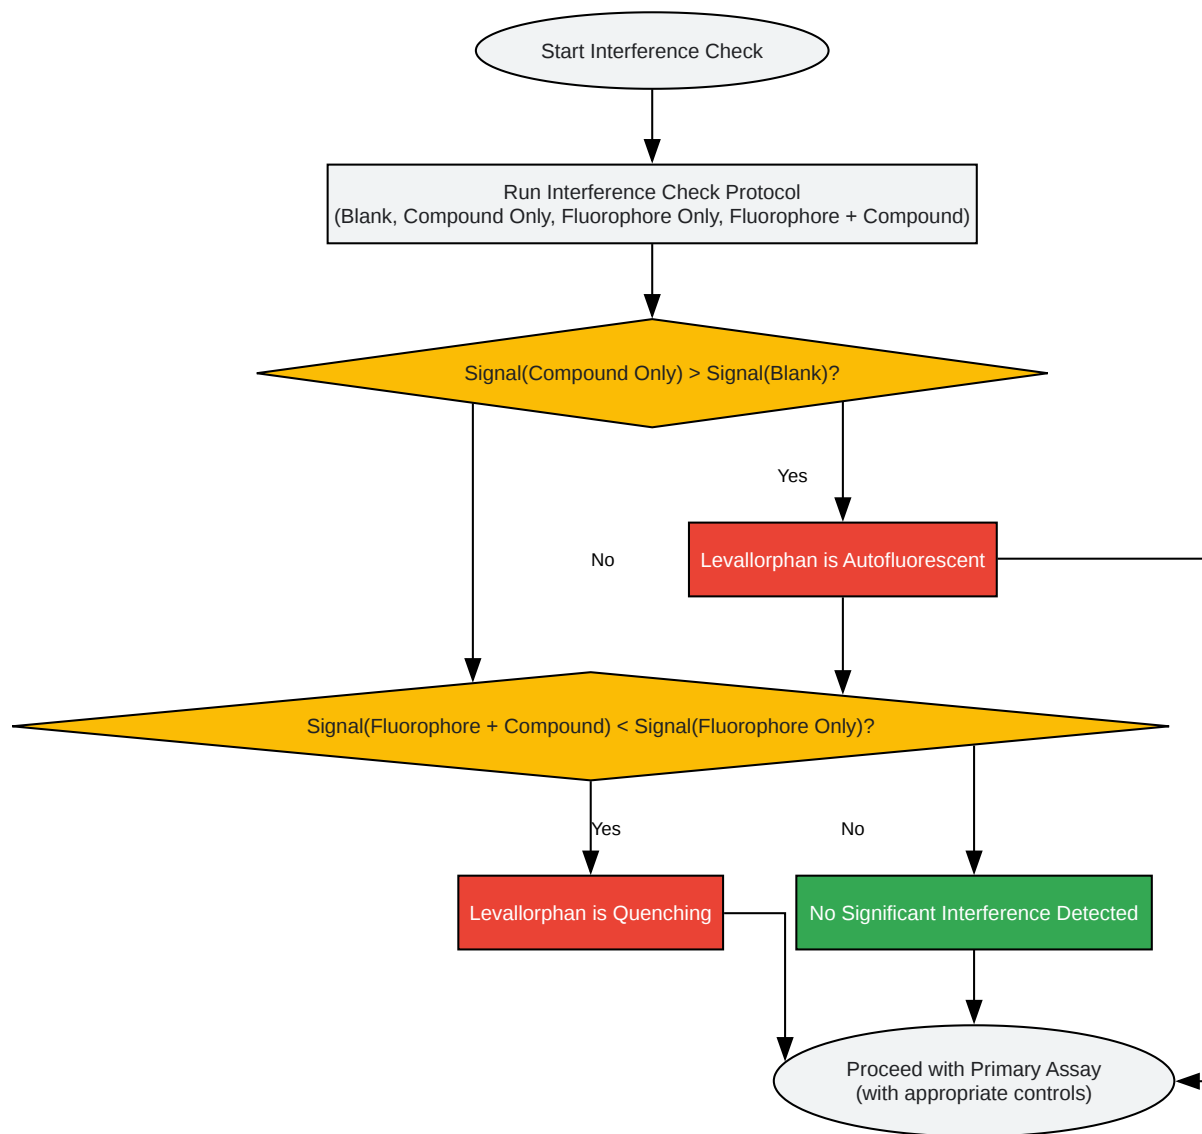 Start Interference Check
Run Interference Check Protocol
(Blank, Compound Only, Fluorophore Only, Fluorophore + Compound)
Signal(Compound Only) > Signal(Blank)?
Yes
No
Levallorphan is Autofluorescent
Signal(Fluorophore + Compound) < Signal(Fluorophore Only)?
Yes
No
Levallorphan is Quenching
No Significant Interference Detected
Proceed with Primary Assay
(with appropriate controls)